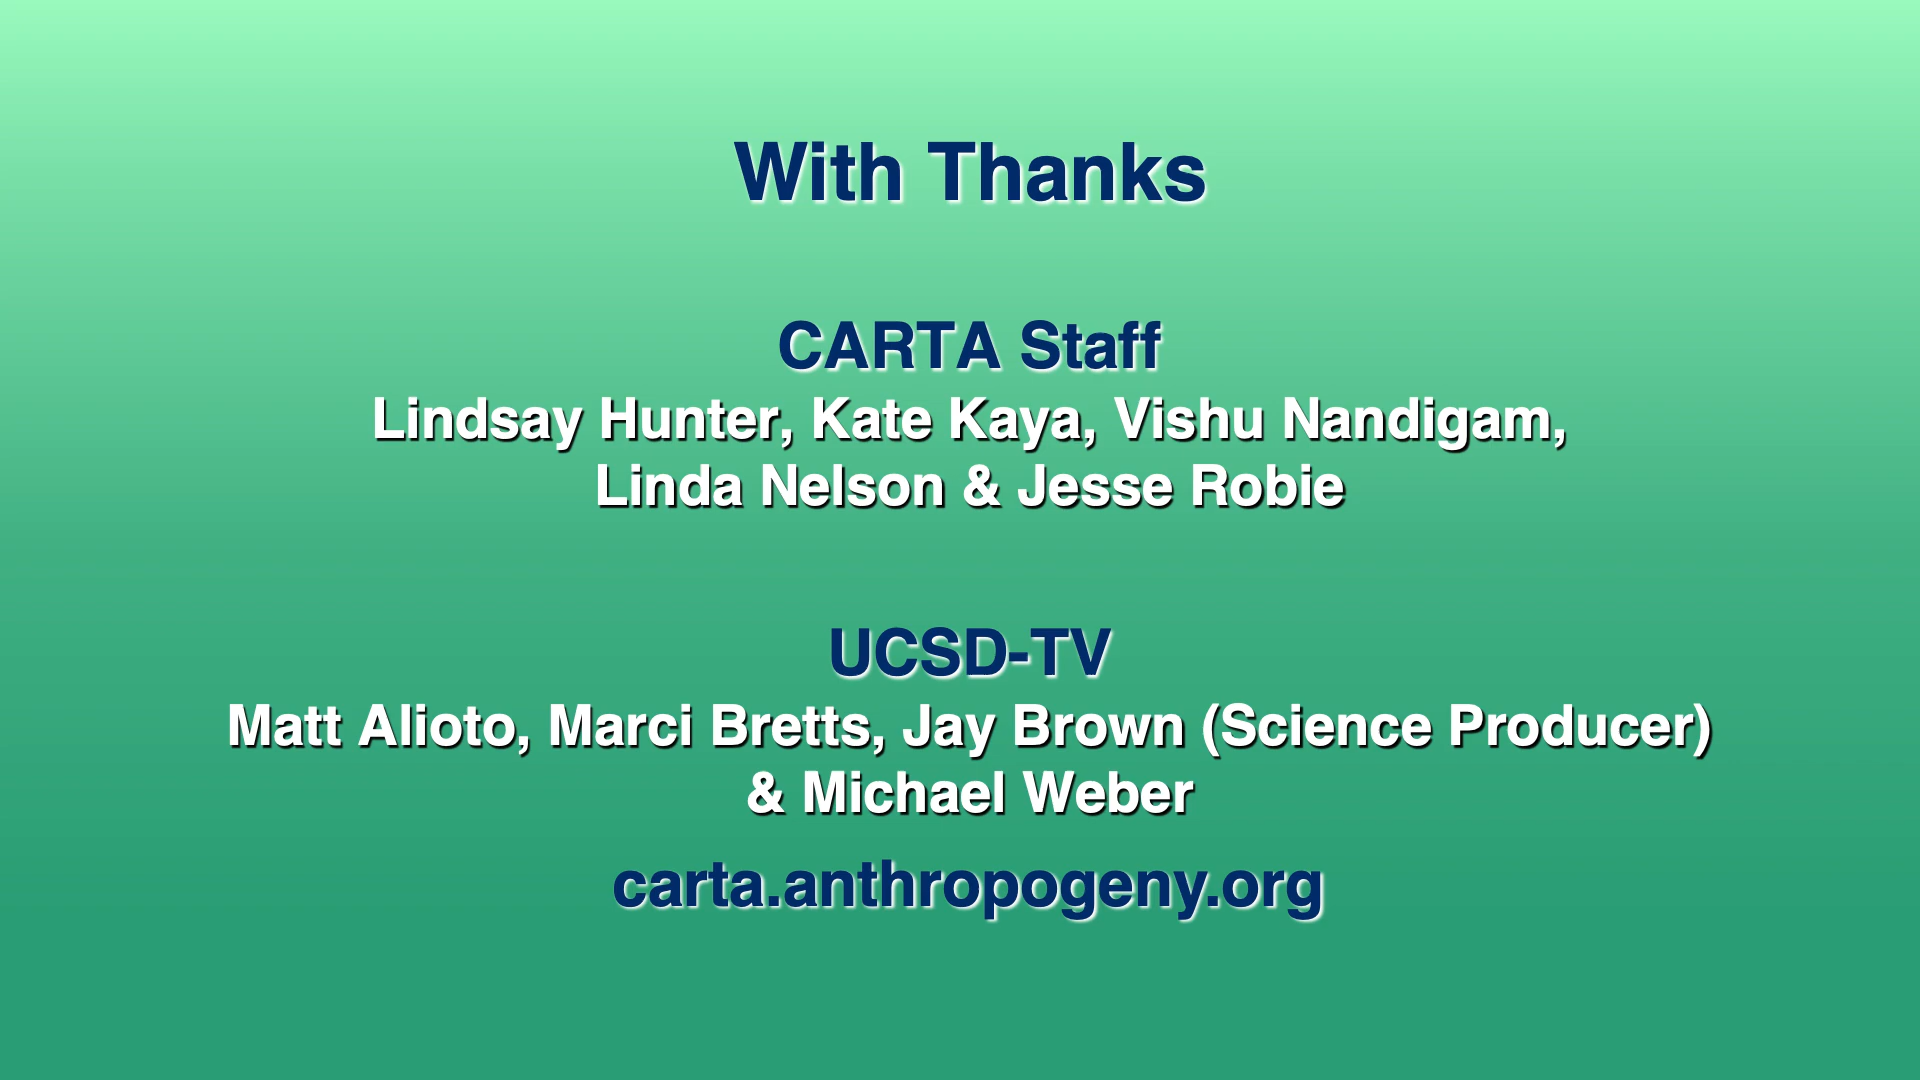 With Thanks
CARTA Staff
Lindsay Hunter, Kate Kaya, Vishu Nandigam,
Linda Nelson & Jesse Robie
UCSD-TV
Matt Alioto, Marci Bretts, Jay Brown (Science Producer)
& Michael Weber
carta.anthropogeny.org